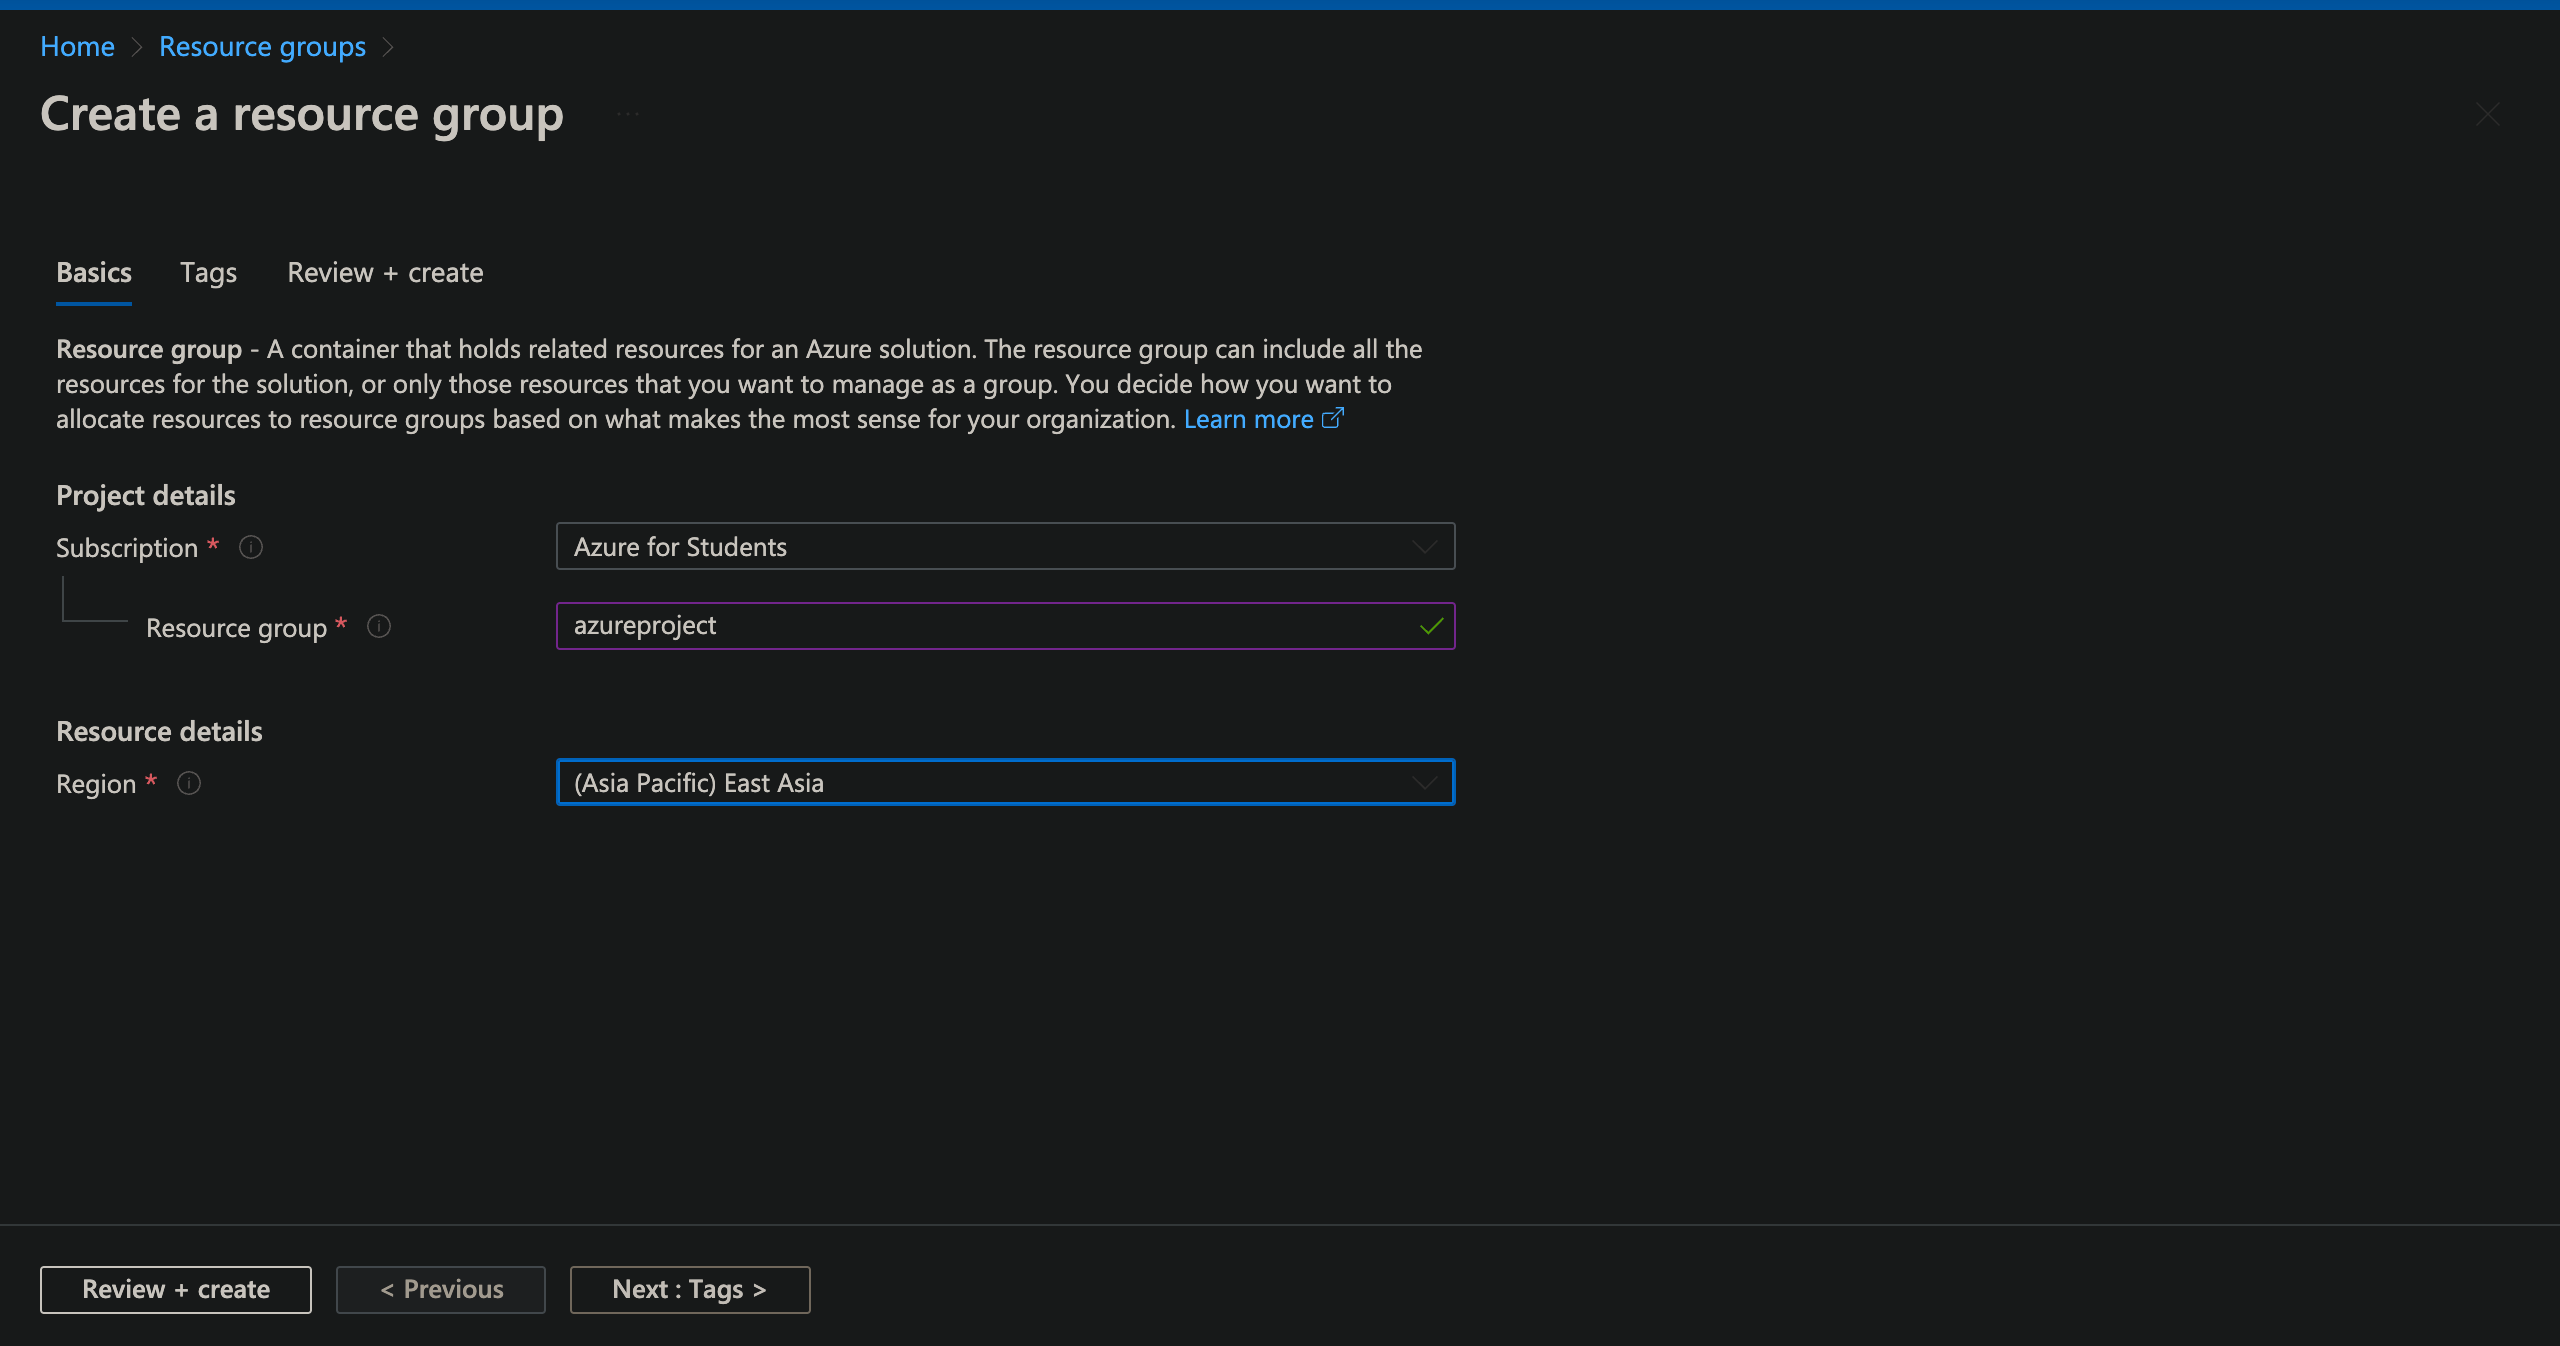 Home > Resource groups >
Create a resource group ...
Basics Tags Review + create
Resource group - A container that holds related resources for an Azure solution. The resource group can include all the
resources for the solution, or only those resources that you want to manage as a group. You decide how you want to
allocate resources to resource groups based on what makes the most sense for your organization. Learn more
Project details
Subscription * Azure for Students
Resource group * azureproject
Resource details
Region * (Asia Pacific) East Asia
Review + create < Previous Next : Tags >